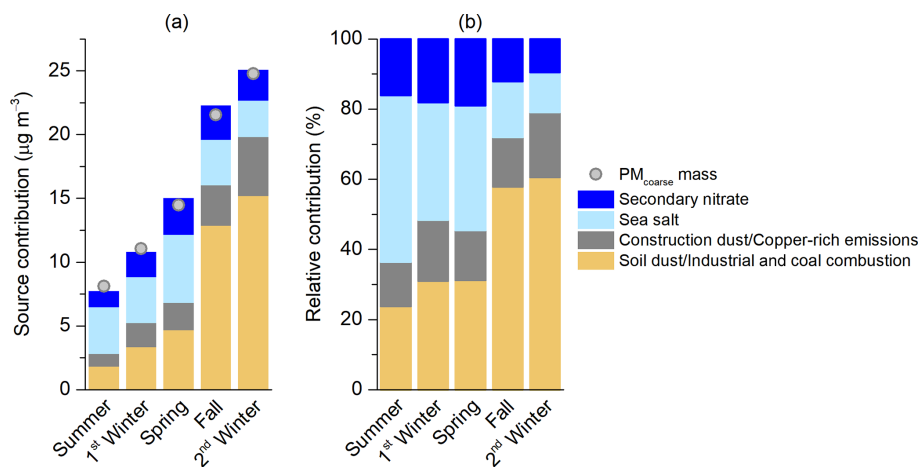 (a)
Source contribution (µg m⁻³)
25
20
15
10
5
0
Summer
1st Winter
Spring
Fall
2nd Winter
(b)
Relative contribution (%)
100
80
60
40
20
0
Summer
1st Winter
Spring
Fall
2nd Winter
PMcoarse mass
Secondary nitrate
Sea salt
Construction dust/Copper-rich emissions
Soil dust/Industrial and coal combustion